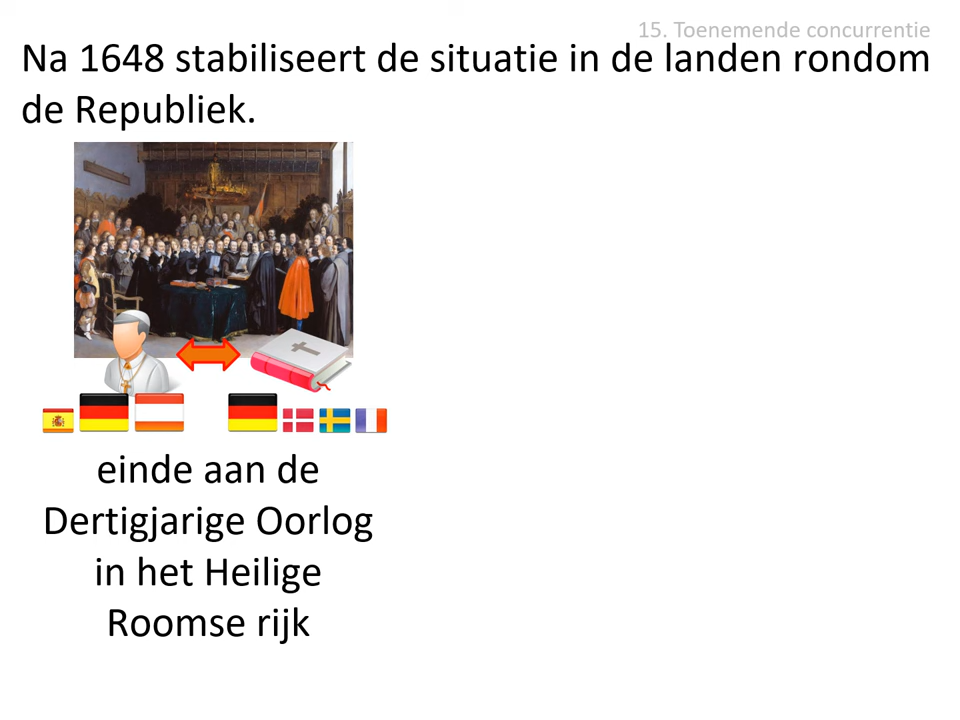 15. Toenemende concurrentie
Na 1648 stabiliseert de situatie in de landen rondom
de Republiek.
einde aan de
Dertigjarige Oorlog
in het Heilige
Roomse rijk